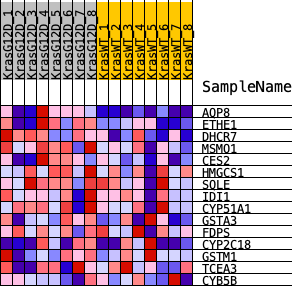 KrasG12D_1
KrasG12D_2
KrasG12D_3
KrasG12D_4
KrasG12D_5
KrasG12D_6
KrasG12D_7
KrasG12D_8
KrasWT_1
KrasWT_2
KrasWT_3
KrasWT_4
KrasWT_5
KrasWT_6
KrasWT_7
KrasWT_8
SampleName
AQP8
ETHE1
DHCR7
MSMO1
CES2
HMGCS1
SQLE
IDI1
CYP51A1
GSTA3
FDPS
CYP2C18
GSTM1
TCEA3
CYB5B